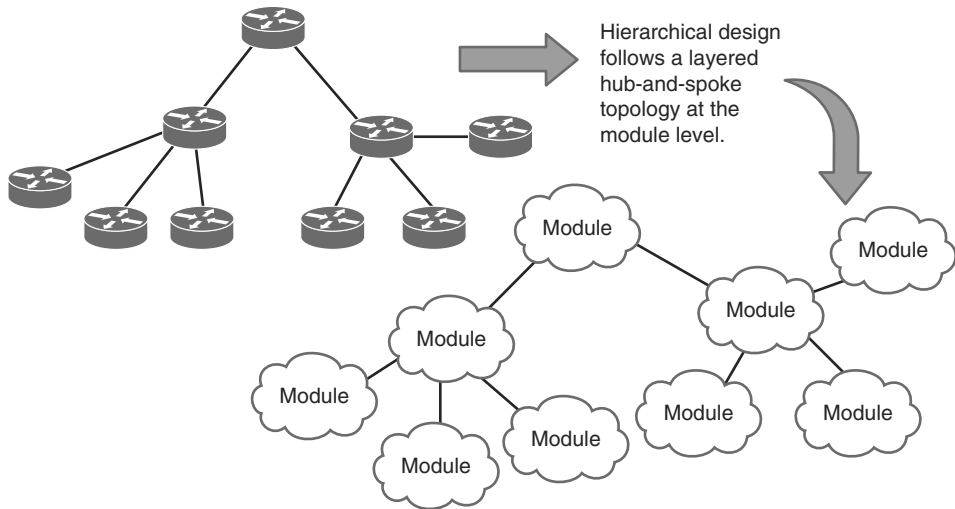 Hierarchical design
follows a layered
hub-and-spoke
topology at the
module level.
Module
Module
Module
Module
Module
Module
Module
Module
Module